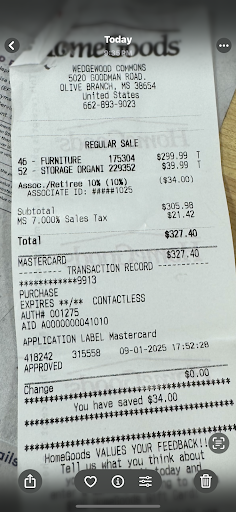 Today
HomeGoods
WEDGEWOOD COMMONS
5020 GOODMAN ROAD,
OLIVE BRANCH, MS 38654
United States
662-893-9023
REGULAR SALE
46 - FURNITURE 175304 $299.99 T
52 - STORAGE ORGANI 229352 $39.99 T
Assoc./Retiree 10% (10%) ($34.00)
ASSOCIATE ID: #####1025
Subtotal $305.98
MS 7.000% Sales Tax $21.42
Total $327.40
MASTERCARD $327.40
-------- TRANSACTION RECORD --------
************9913
PURCHASE
EXPIRES **/** CONTACTLESS
AUTH# 001275
AID A0000000041010
APPLICATION LABEL Mastercard
418242 315558 09-01-2025 17:52:28
APPROVED
Change $0.00
You have saved $34.00
HomeGoods VALUES YOUR FEEDBACK!!
Tell us what you think about
today and